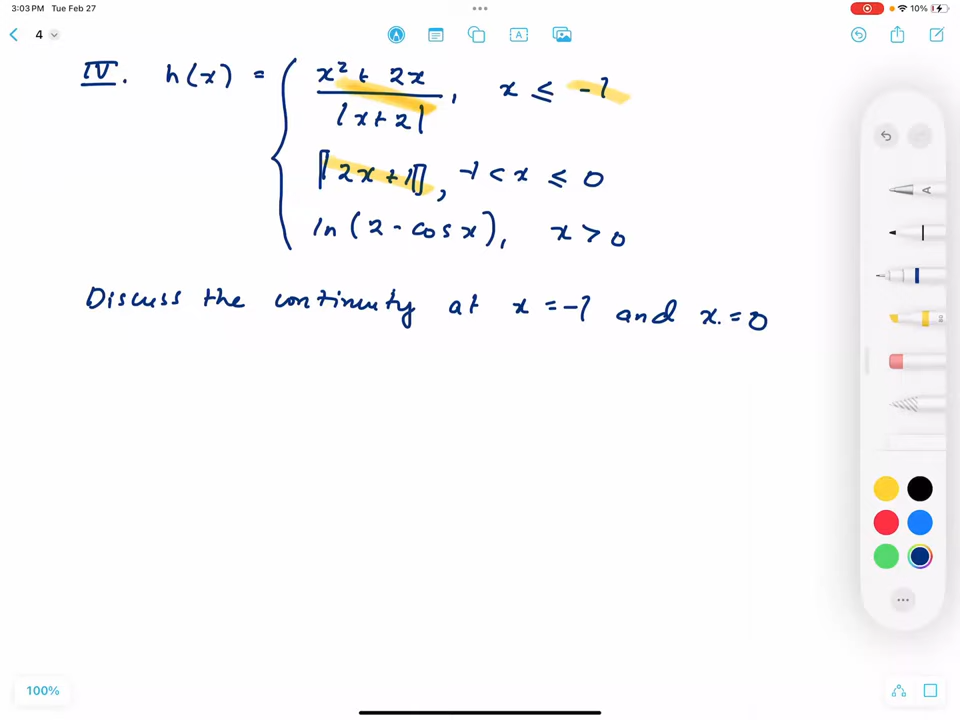 3:03 PM Tue Feb 27
10%
4
IV. h(x) = { x² + 2x / |x+2|, x ≤ -1
⟦2x+1⟧, -1 < x ≤ 0
ln(2 - cos x), x > 0
Discuss the continuity at x = -1 and x = 0
100%